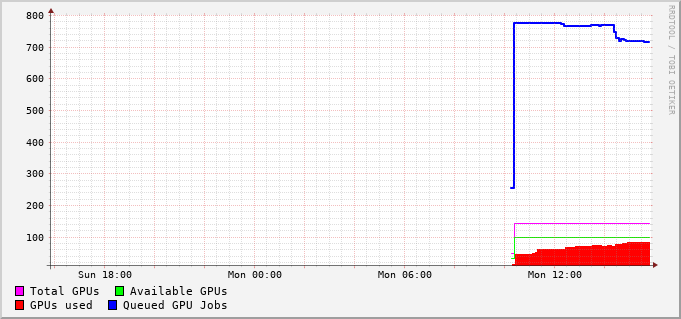 RRDTOOL / TOBI OETIKER
800
700
600
500
400
300
200
100
Sun 18:00 Mon 00:00 Mon 06:00 Mon 12:00
Total GPUs Available GPUs
GPUs used Queued GPU Jobs